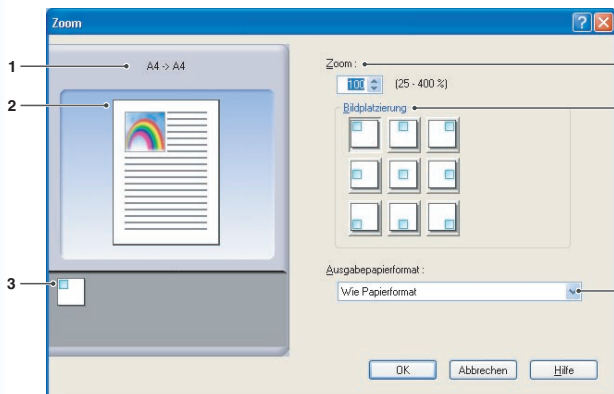 Zoom
1
A4 -> A4
2
3
Zoom :
100 (25 - 400 %)
Bildplatzierung
Ausgabepapierformat :
Wie Papierformat
OK Abbrechen Hilfe